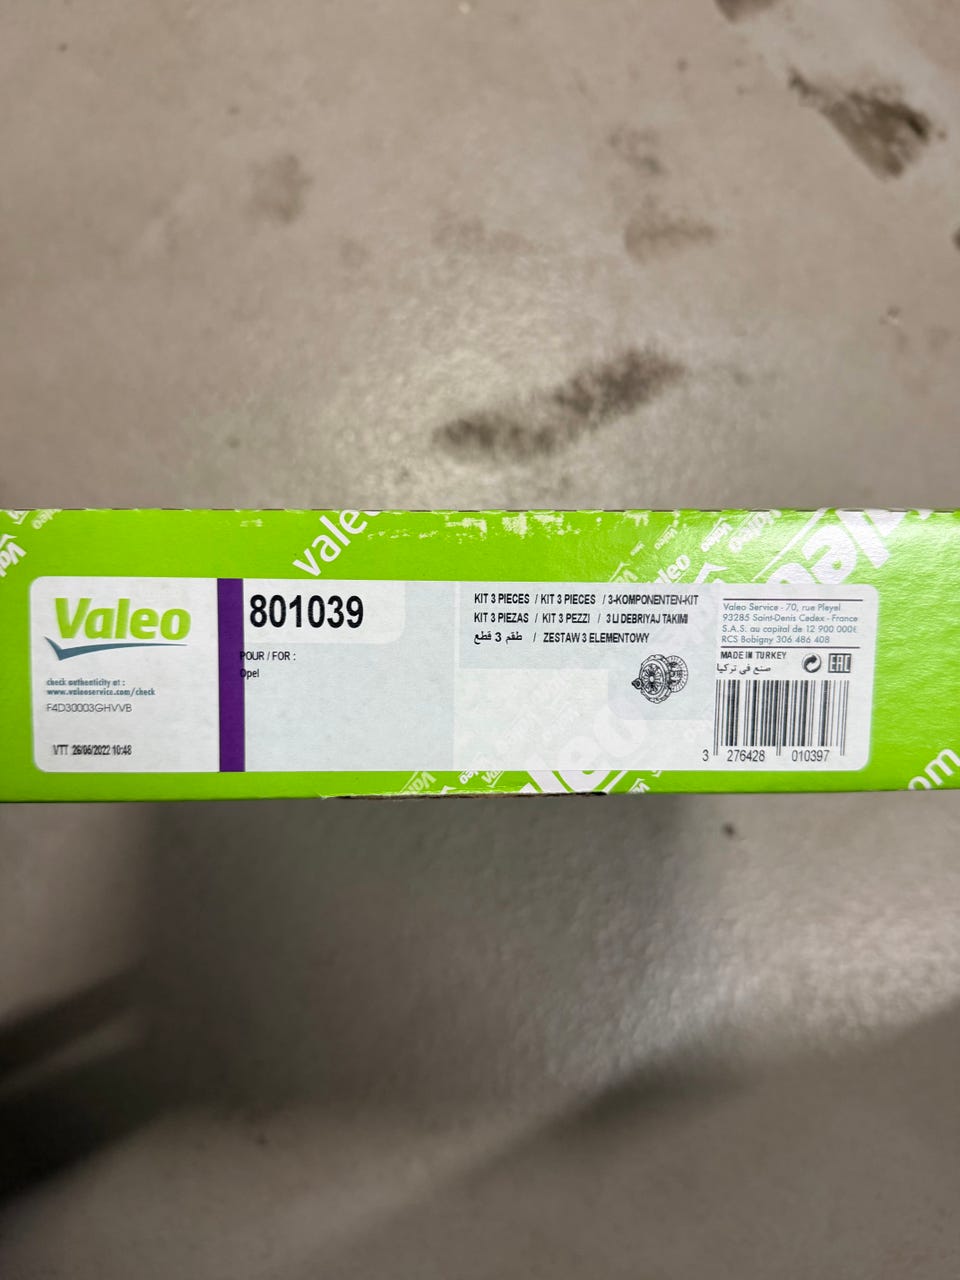 valeo
Valeo
801039
POUR / FOR :
Opel
check authenticity at :
www.valeoservice.com/check
F4D30003GHVVB
VTT 26/06/2022 10:48
KIT 3 PIECES / KIT 3 PIECES / 3-KOMPONENTEN-KIT
KIT 3 PIEZAS / KIT 3 PEZZI / 3 LI DEBRIYAJ TAKIMI
طقم 3 قطع / ZESTAW 3 ELEMENTOWY
Valeo Service - 70, rue Pleyel
93285 Saint-Denis Cedex - France
S.A.S. au capital de 12 900 000€
RCS Bobigny 306 486 408
MADE IN TURKEY
صنع في تركيا
EAC
3 276428 010397